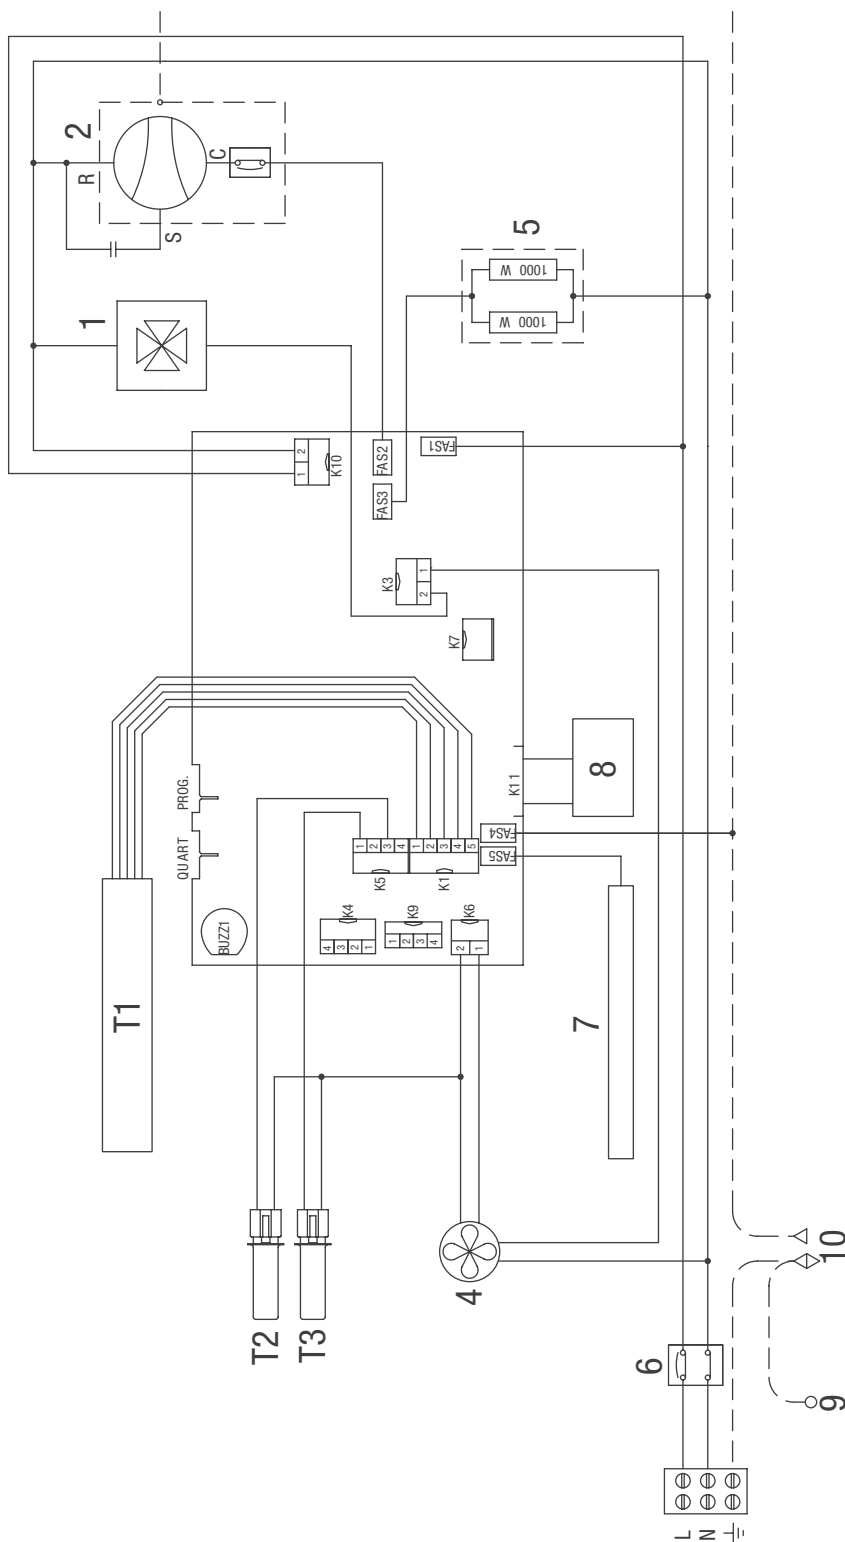 2
R
C
S
1
5
1000 W
1000 W
1 2
K10
FAS2
FAS3
FAS1
K3
2 1
K7
PROG.
QUART
BUZZ1
T1
K11
8
1 2 3 4
K5
1 2 3 4 5
K1
FAS4
FAS5
K4
4 3 2 1
K9
1 2 3 4
K6
2 1
7
T2
T3
4
6
10
10
9
L
N